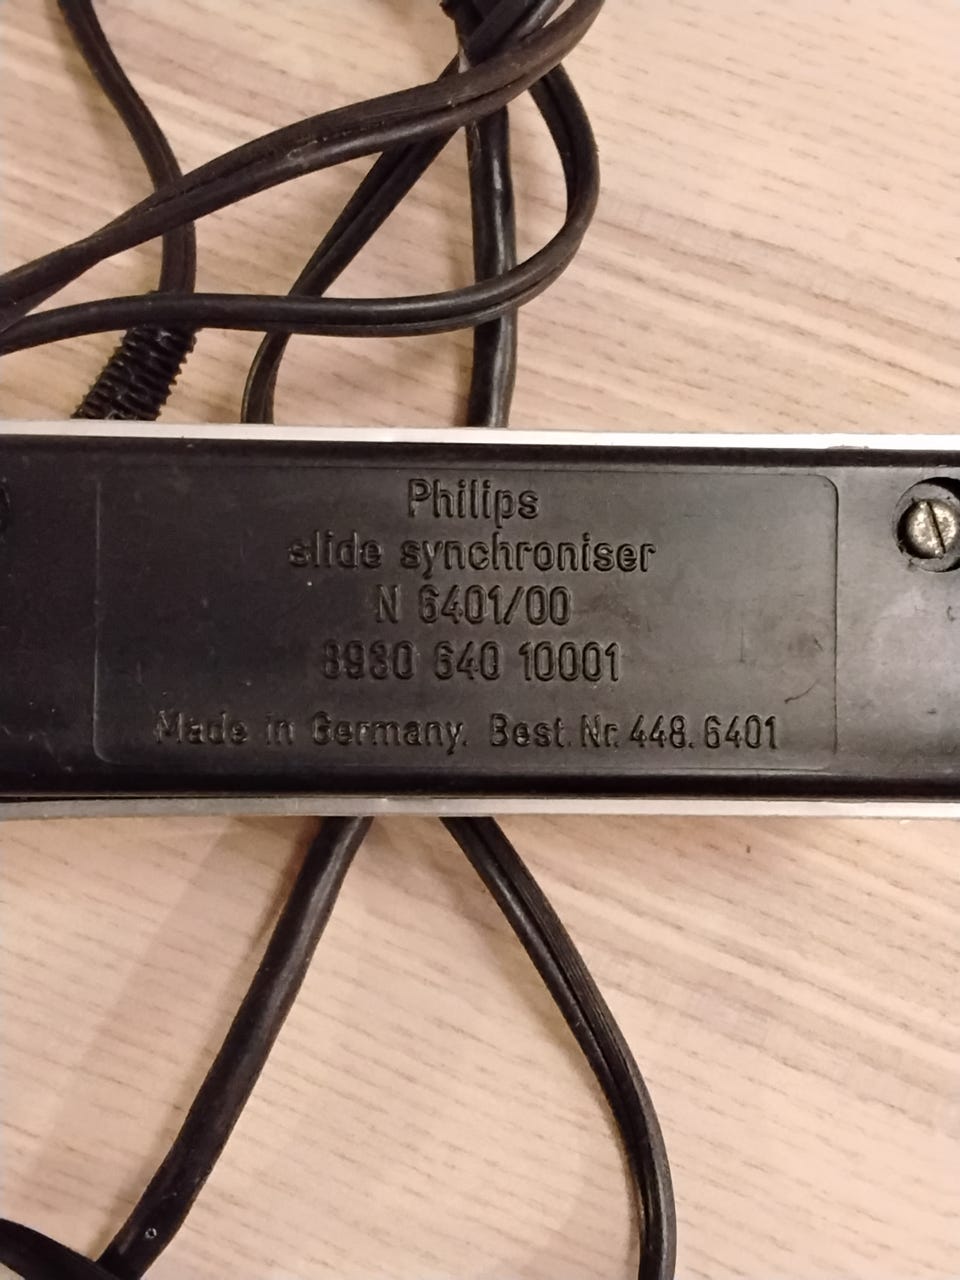 Philips
slide synchroniser
N 6401/00
8930 640 10001
Made in Germany. Best. Nr. 448. 6401